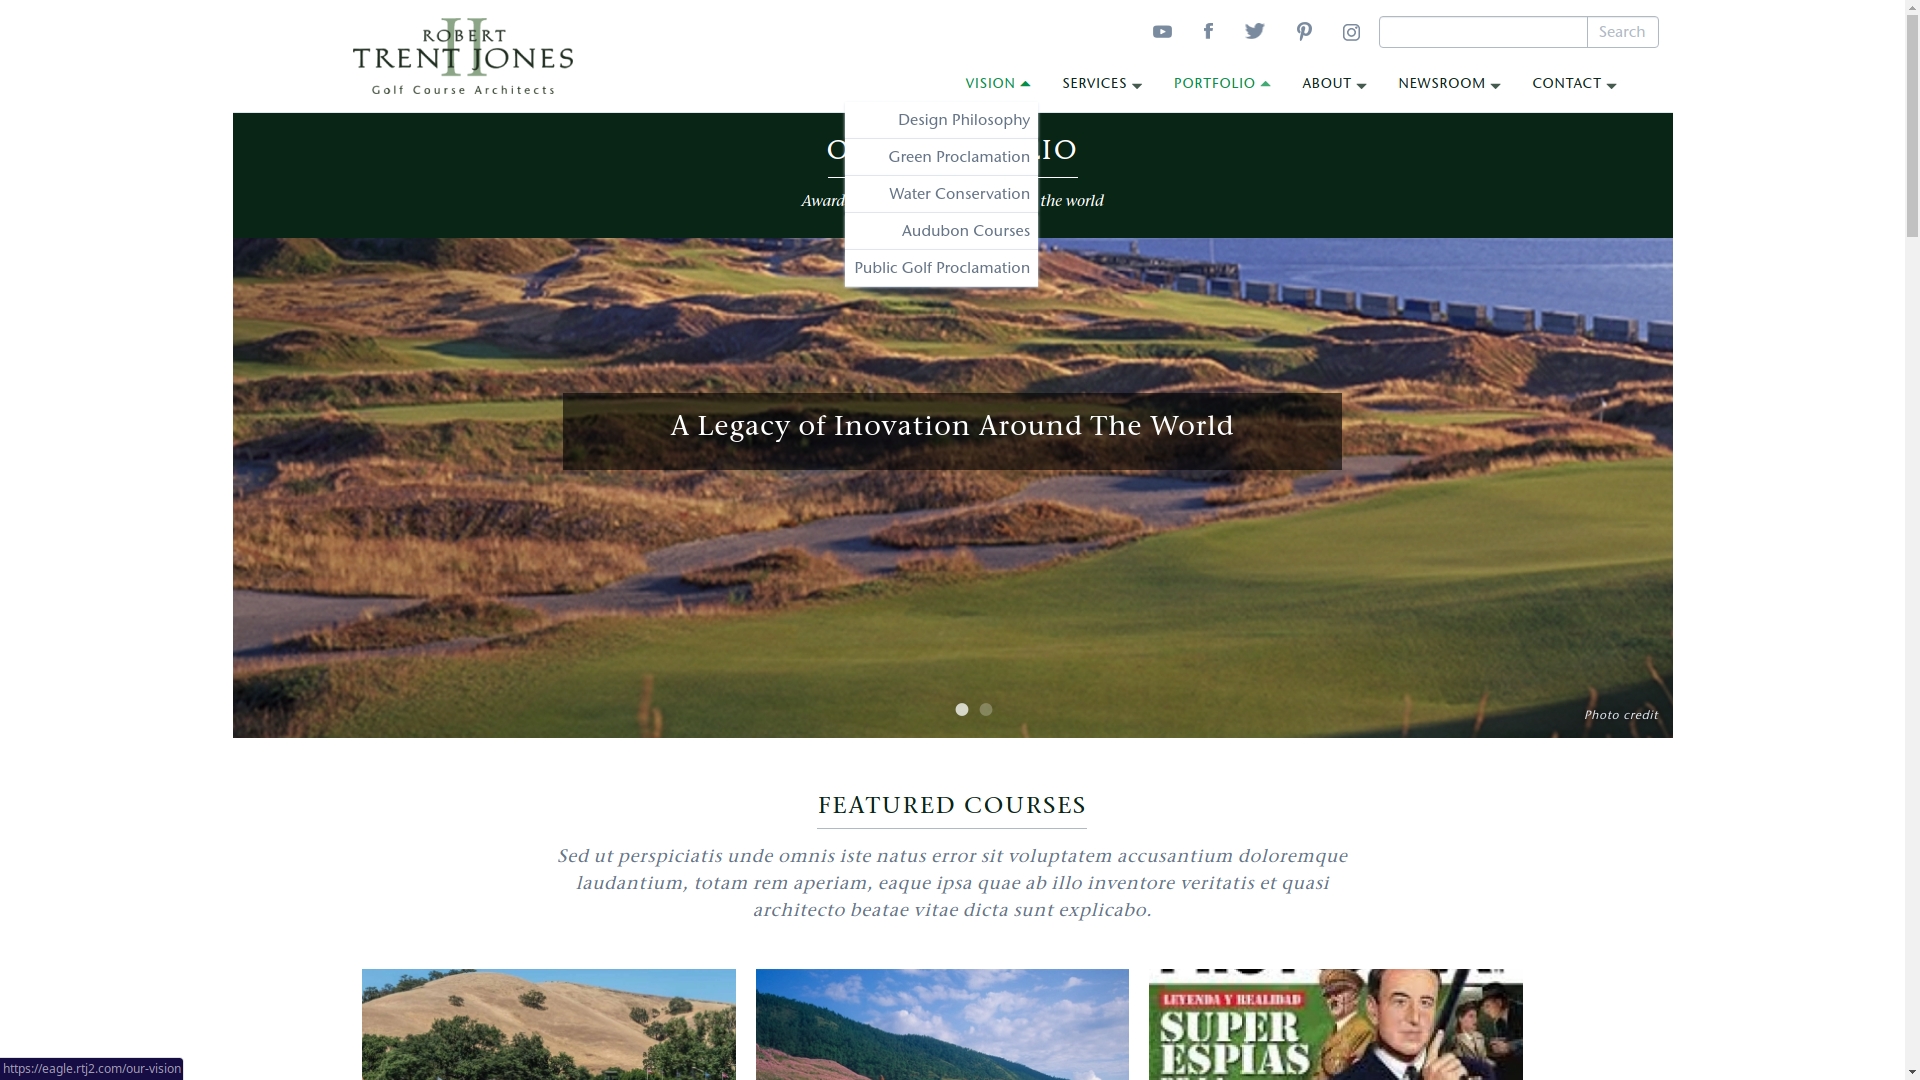 II
ROBERT
TRENT JONES
Golf Course Architects
Search
VISION
SERVICES
PORTFOLIO
ABOUT
NEWSROOM
CONTACT
Design Philosophy
Green Proclamation
Water Conservation
Audubon Courses
Public Golf Proclamation
O
LIO
Award
the world
A Legacy of Inovation Around The World
Photo credit
FEATURED COURSES
Sed ut perspiciatis unde omnis iste natus error sit voluptatem accusantium doloremque
laudantium, totam rem aperiam, eaque ipsa quae ab illo inventore veritatis et quasi
architecto beatae vitae dicta sunt explicabo.
LEYENDA Y REALIDAD
SUPER
ESPIAS
https://eagle.rtj2.com/our-vision